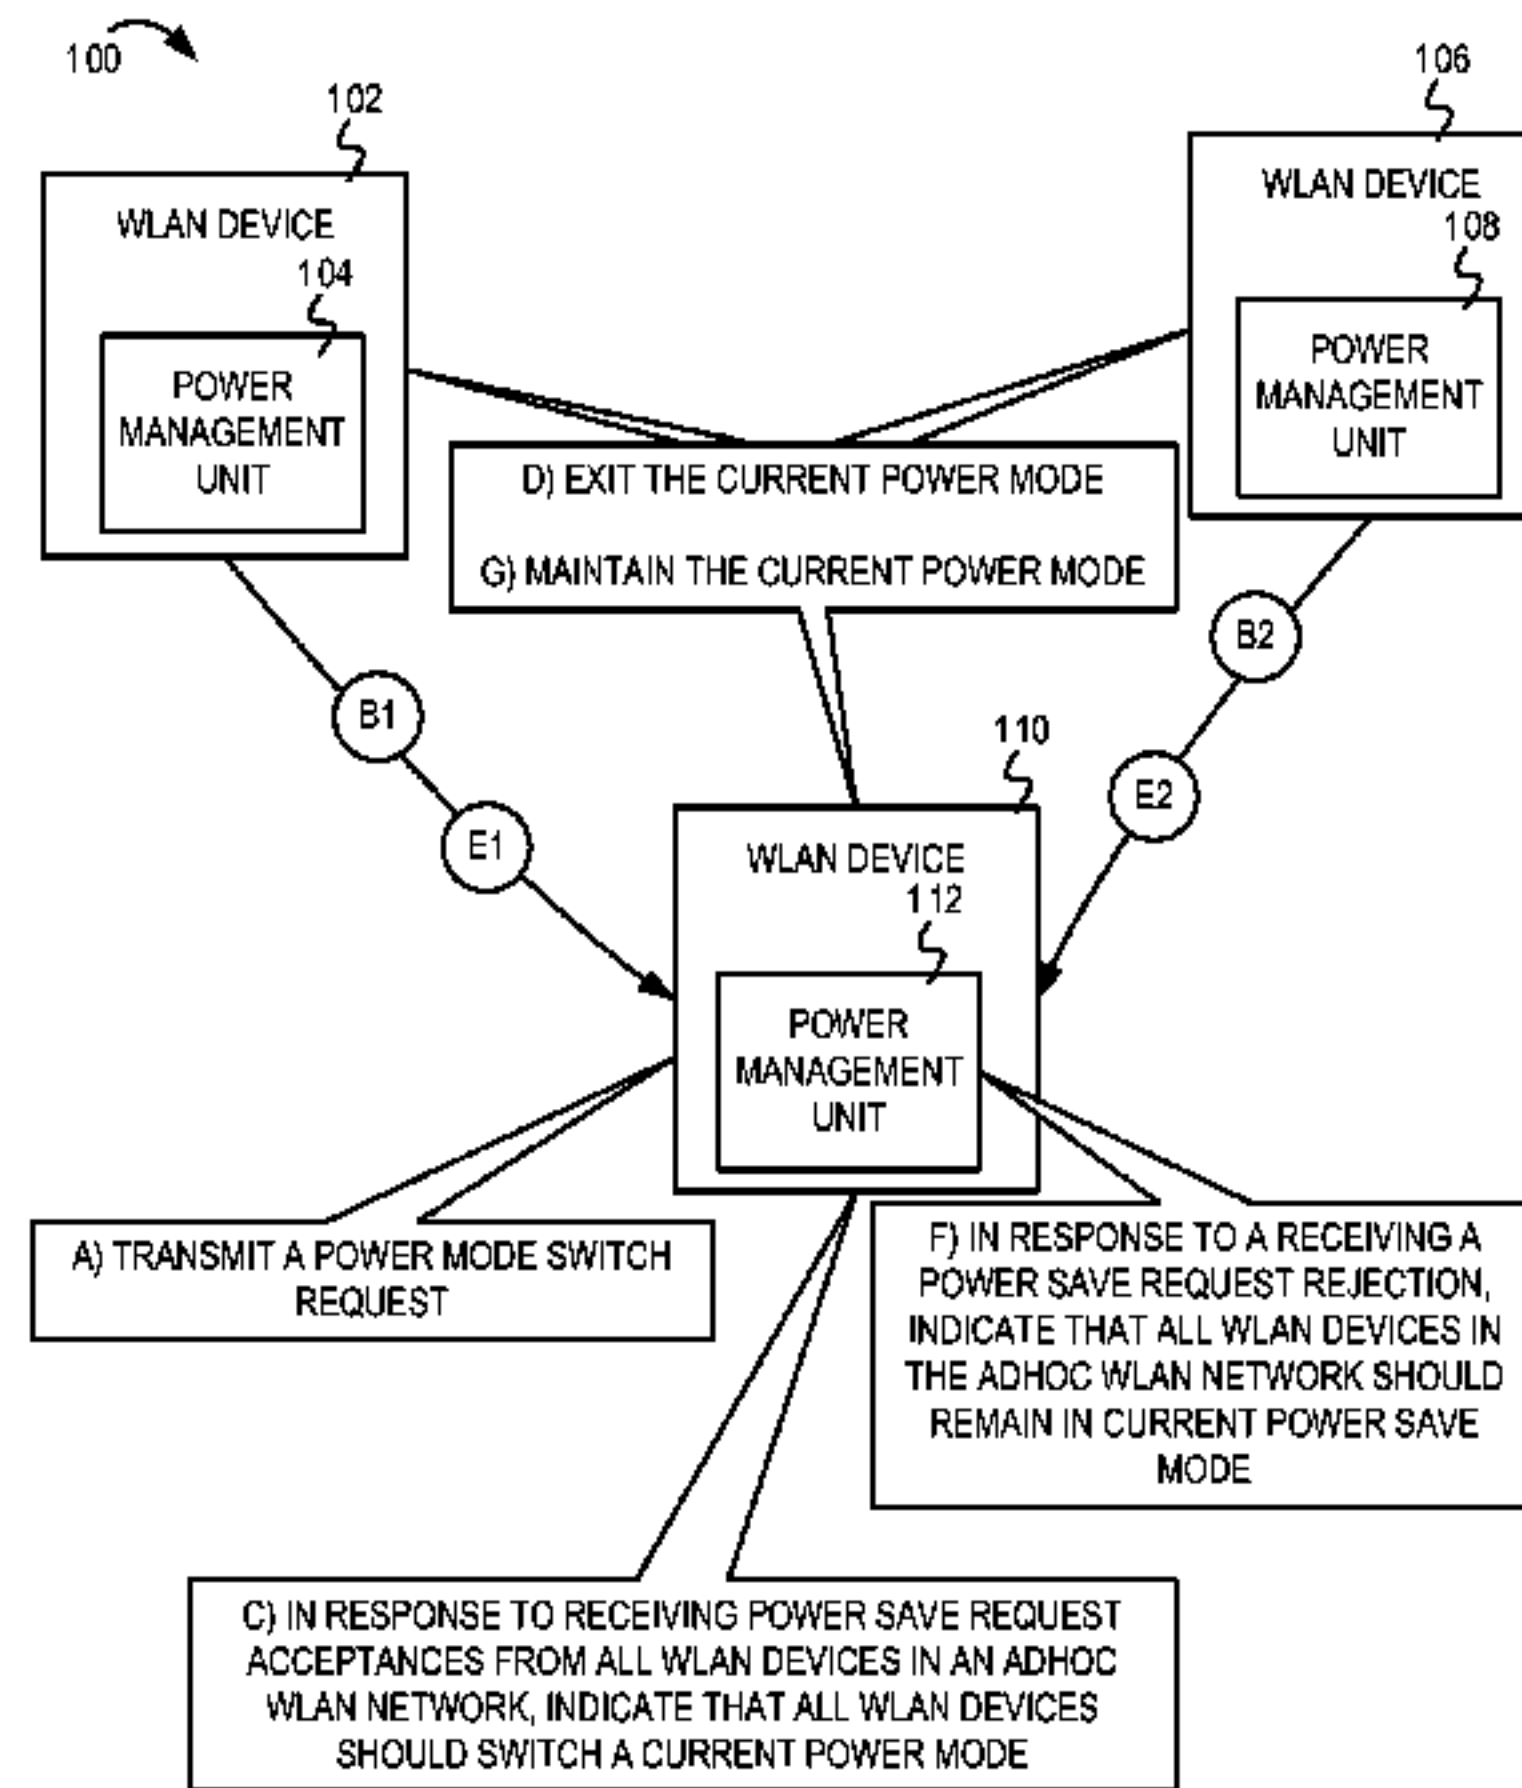 100
102
WLAN DEVICE
104
POWER
MANAGEMENT
UNIT
106
WLAN DEVICE
108
POWER
MANAGEMENT
UNIT
D) EXIT THE CURRENT POWER MODE
G) MAINTAIN THE CURRENT POWER MODE
B1
E1
B2
E2
110
WLAN DEVICE
112
POWER
MANAGEMENT
UNIT
A) TRANSMIT A POWER MODE SWITCH
REQUEST
F) IN RESPONSE TO A RECEIVING A
POWER SAVE REQUEST REJECTION,
INDICATE THAT ALL WLAN DEVICES IN
THE ADHOC WLAN NETWORK SHOULD
REMAIN IN CURRENT POWER SAVE
MODE
C) IN RESPONSE TO RECEIVING POWER SAVE REQUEST
ACCEPTANCES FROM ALL WLAN DEVICES IN AN ADHOC
WLAN NETWORK, INDICATE THAT ALL WLAN DEVICES
SHOULD SWITCH A CURRENT POWER MODE